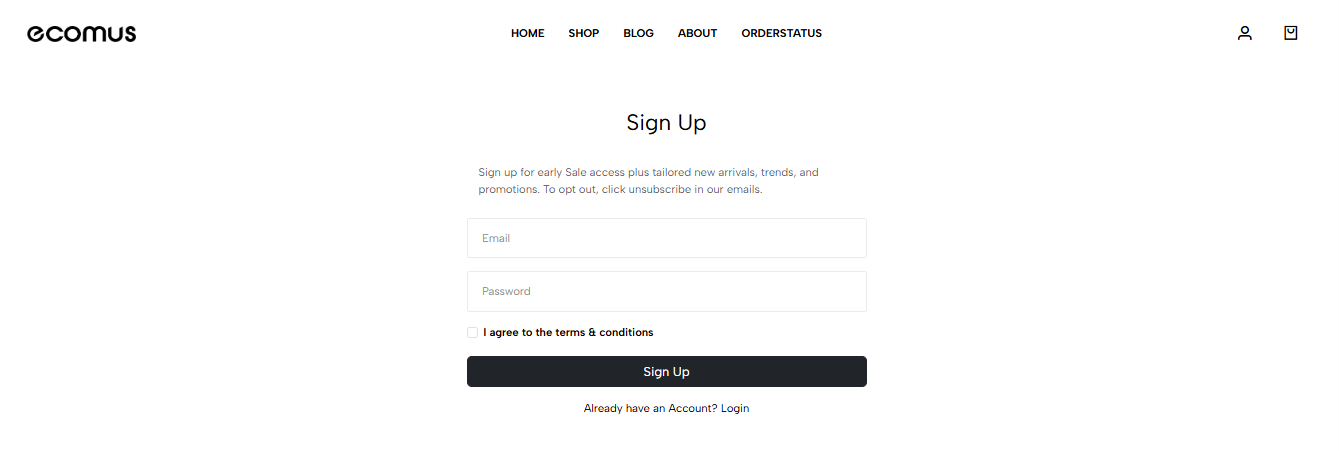 ecomus
HOME SHOP BLOG ABOUT ORDERSTATUS
Sign Up
Sign up for early Sale access plus tailored new arrivals, trends, and
promotions. To opt out, click unsubscribe in our emails.
Email
Password
I agree to the terms & conditions
Sign Up
Already have an Account? Login